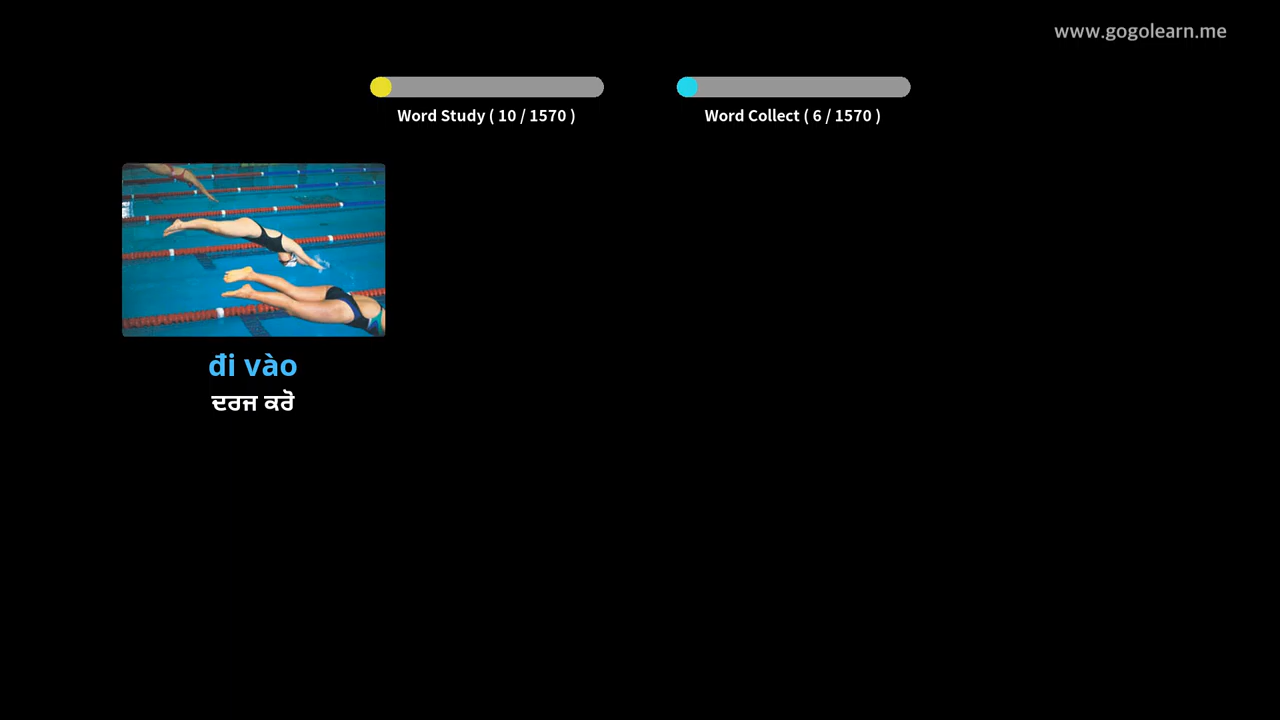 www.gogolearn.me
Word Study ( 10 / 1570 )
Word Collect ( 6 / 1570 )
đi vào
ਦਰਜ ਕਰੋ